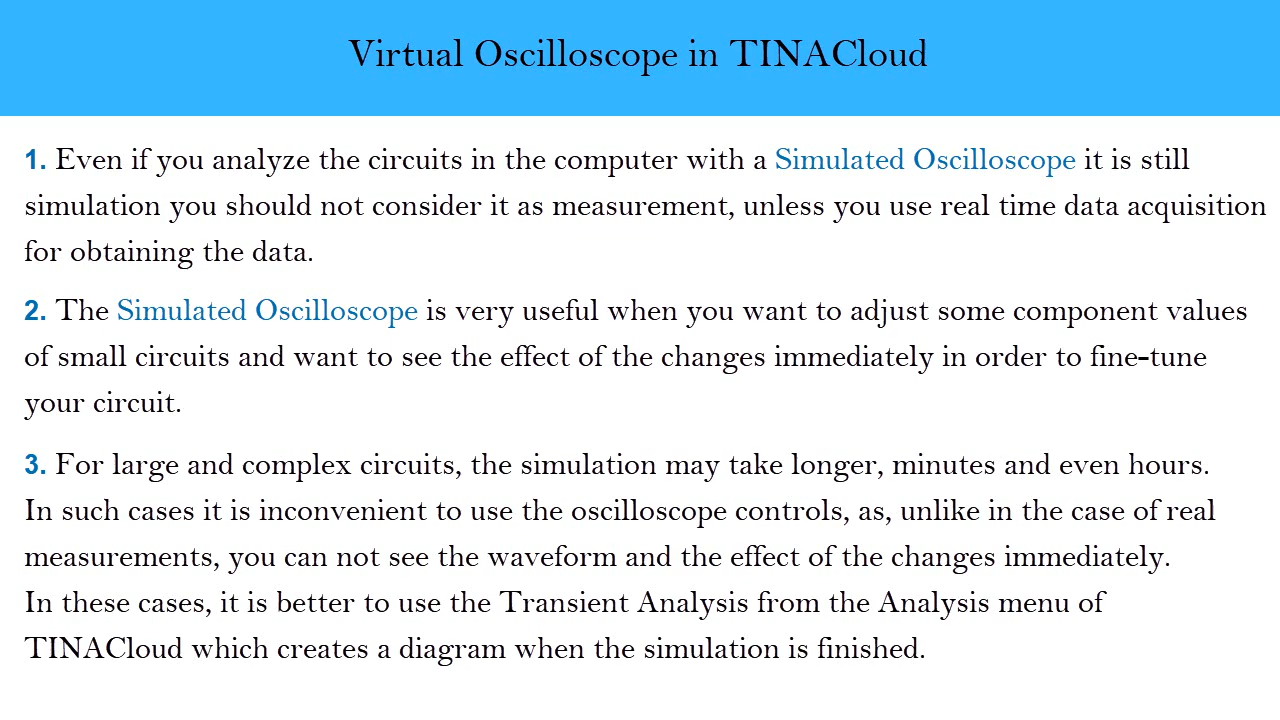 Virtual Oscilloscope in TINACloud
1. Even if you analyze the circuits in the computer with a Simulated Oscilloscope it is still
simulation you should not consider it as measurement, unless you use real time data acquisition
for obtaining the data.
2. The Simulated Oscilloscope is very useful when you want to adjust some component values
of small circuits and want to see the effect of the changes immediately in order to fine-tune
your circuit.
3. For large and complex circuits, the simulation may take longer, minutes and even hours.
In such cases it is inconvenient to use the oscilloscope controls, as, unlike in the case of real
measurements, you can not see the waveform and the effect of the changes immediately.
In these cases, it is better to use the Transient Analysis from the Analysis menu of
TINACloud which creates a diagram when the simulation is finished.